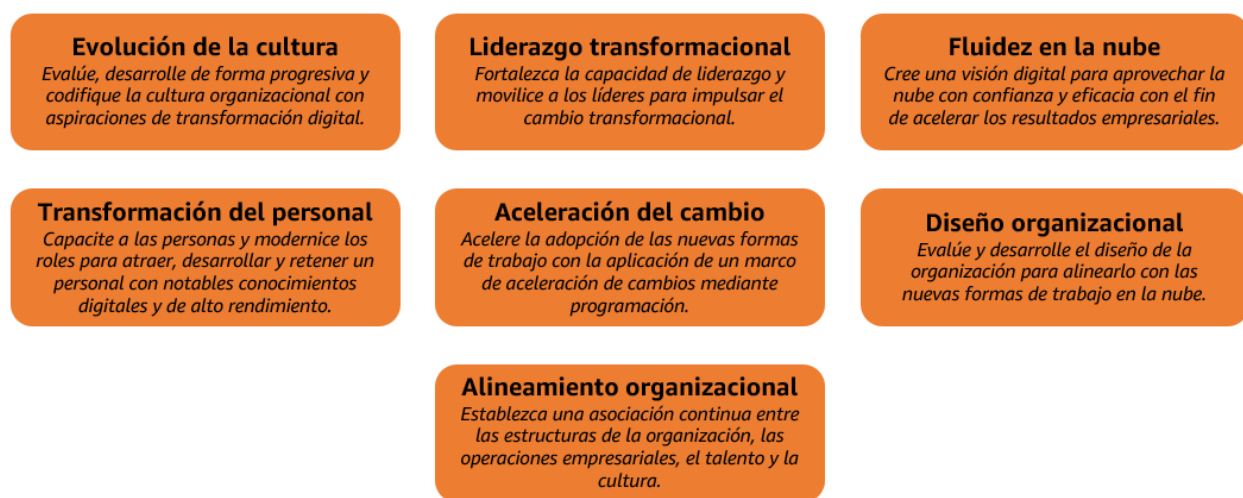 Evolución de la cultura
Evalúe, desarrolle de forma progresiva y
codifique la cultura organizacional con
aspiraciones de transformación digital.
Liderazgo transformacional
Fortalezca la capacidad de liderazgo y
movilice a los líderes para impulsar el
cambio transformacional.
Fluidez en la nube
Cree una visión digital para aprovechar la
nube con confianza y eficacia con el fin
de acelerar los resultados empresariales.
Transformación del personal
Capacite a las personas y modernice los
roles para atraer, desarrollar y retener un
personal con notables conocimientos
digitales y de alto rendimiento.
Aceleración del cambio
Acelere la adopción de las nuevas formas
de trabajo con la aplicación de un marco
de aceleración de cambios mediante
programación.
Diseño organizacional
Evalúe y desarrolle el diseño de la
organización para alinearlo con las
nuevas formas de trabajo en la nube.
Alineamiento organizacional
Establezca una asociación continua entre
las estructuras de la organización, las
operaciones empresariales, el talento y la
cultura.